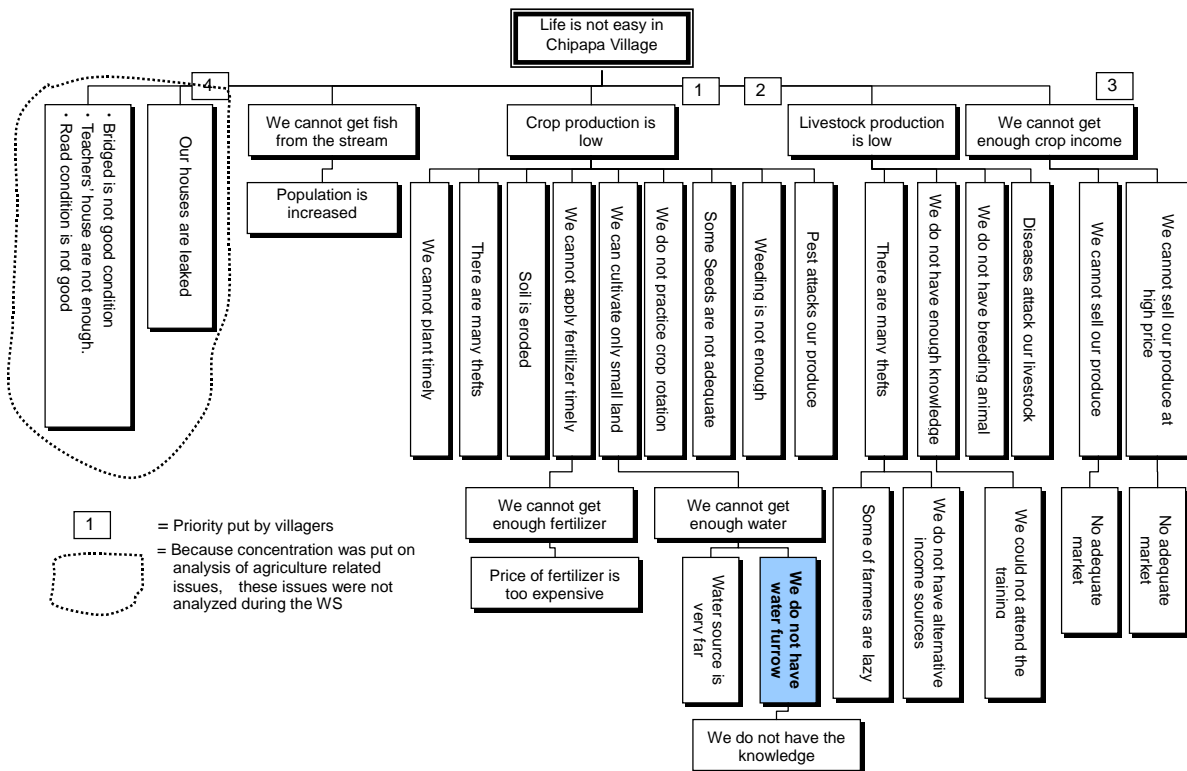 Life is not easy in
Chipapa Village
4
1
2
3
• Bridged is not good condition
• Teachers' house are not enough.
• Road condition is not good
Our houses are leaked
We cannot get fish
from the stream
Crop production is
low
Livestock production
is low
We cannot get
enough crop income
Population is
increased
We cannot plant timely
There are many thefts
Soil is eroded
We cannot apply fertilizer timely
We can cultivate only small land
We do not practice crop rotation
Some Seeds are not adequate
Weeding is not enough
Pest attacks our produce
There are many thefts
We do not have enough knowledge
We do not have breeding animal
Diseases attack our livestock
We cannot sell our produce
We cannot sell our produce at
high price
We cannot get
enough fertilizer
We cannot get
enough water
Some of farmers are lazy
We do not have alternative
income sources
We could not attend the
training
No adequate
market
No adequate
market
Price of fertilizer is
too expensive
Water source is
very far
We do not have
water furrow
We do not have the
knowledge
1
= Priority put by villagers
= Because concentration was put on
analysis of agriculture related
issues, these issues were not
analyzed during the WS